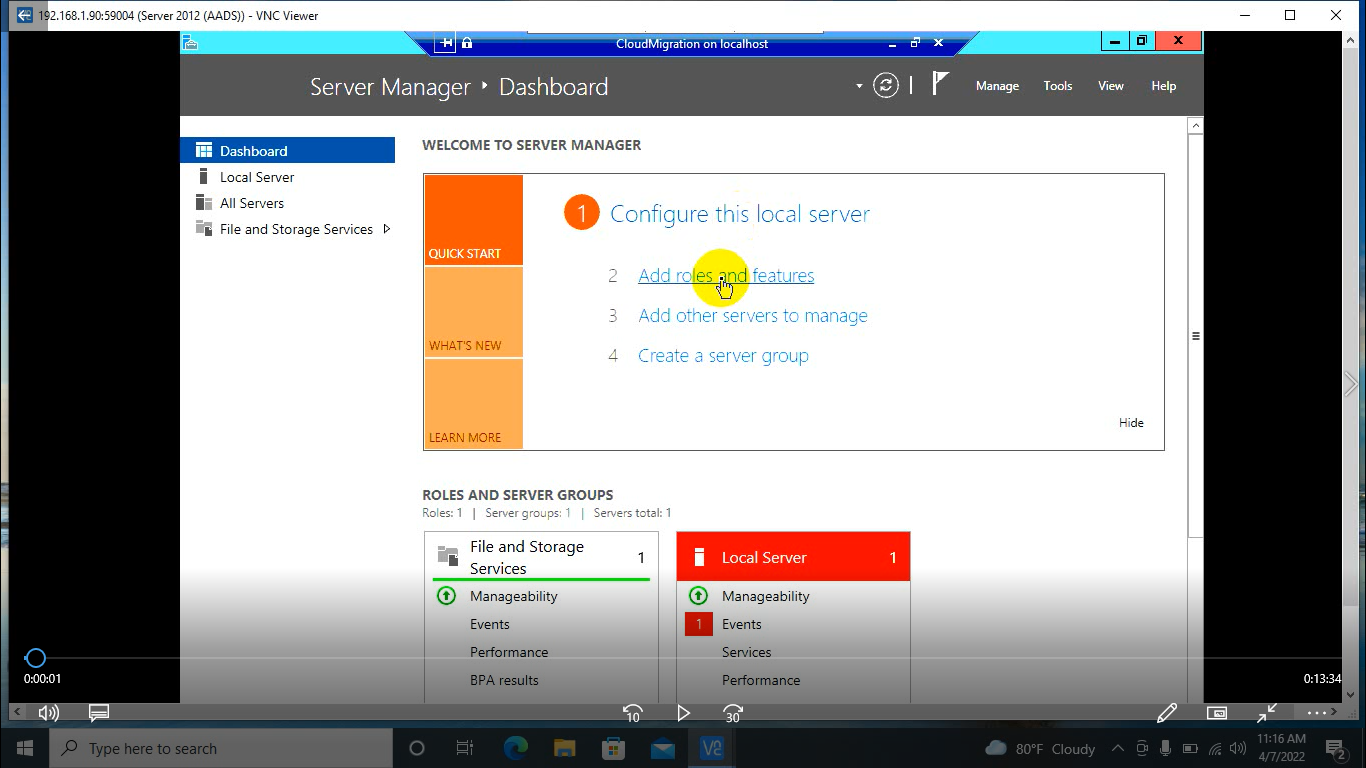 192.168.1.90:59004 (Server 2012 (AADS)) - VNC Viewer
CloudMigration on localhost
Server Manager ‣ Dashboard
Manage Tools View Help
Dashboard
Local Server
All Servers
File and Storage Services
WELCOME TO SERVER MANAGER
QUICK START
WHAT'S NEW
LEARN MORE
1 Configure this local server
2 Add roles and features
3 Add other servers to manage
4 Create a server group
Hide
ROLES AND SERVER GROUPS
Roles: 1 | Server groups: 1 | Servers total: 1
File and Storage Services 1
Manageability
Events
Performance
BPA results
Local Server 1
Manageability
1 Events
Services
Performance
0:00:01
0:13:34
10
30
Type here to search
80°F Cloudy
11:16 AM
4/7/2022
2